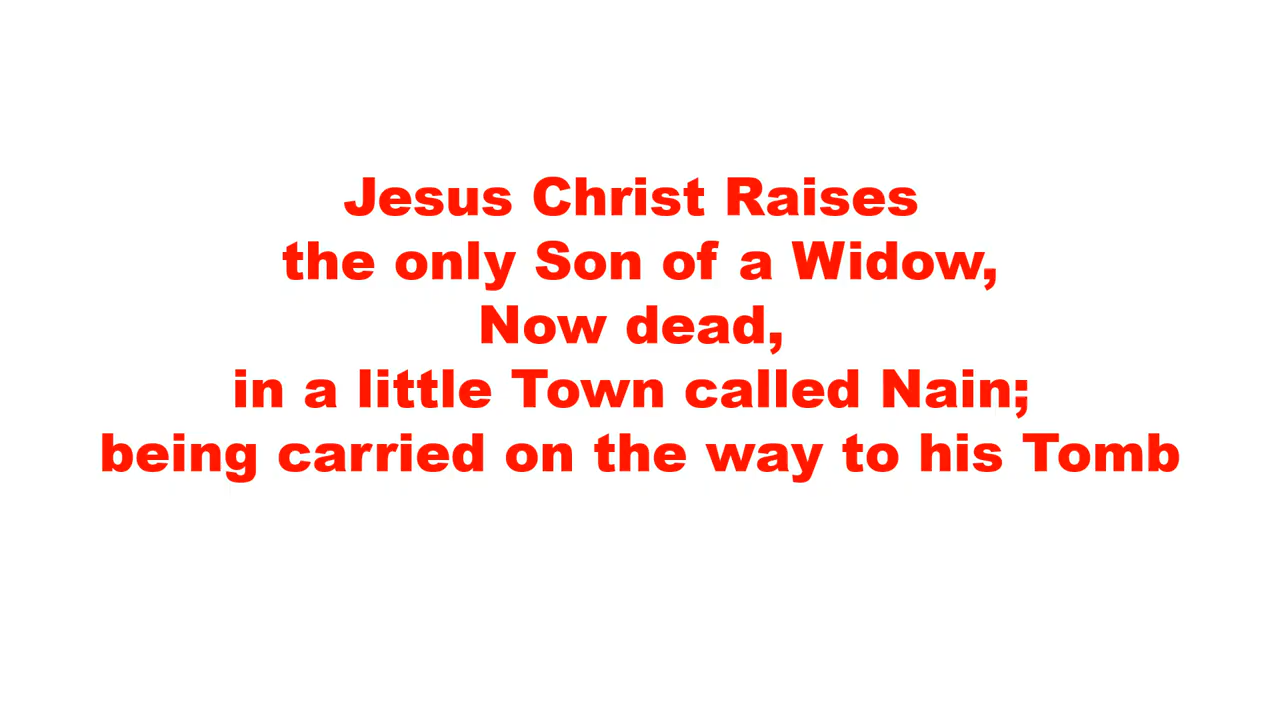 Jesus Christ Raises
the only Son of a Widow,
Now dead,
in a little Town called Nain;
being carried on the way to his Tomb